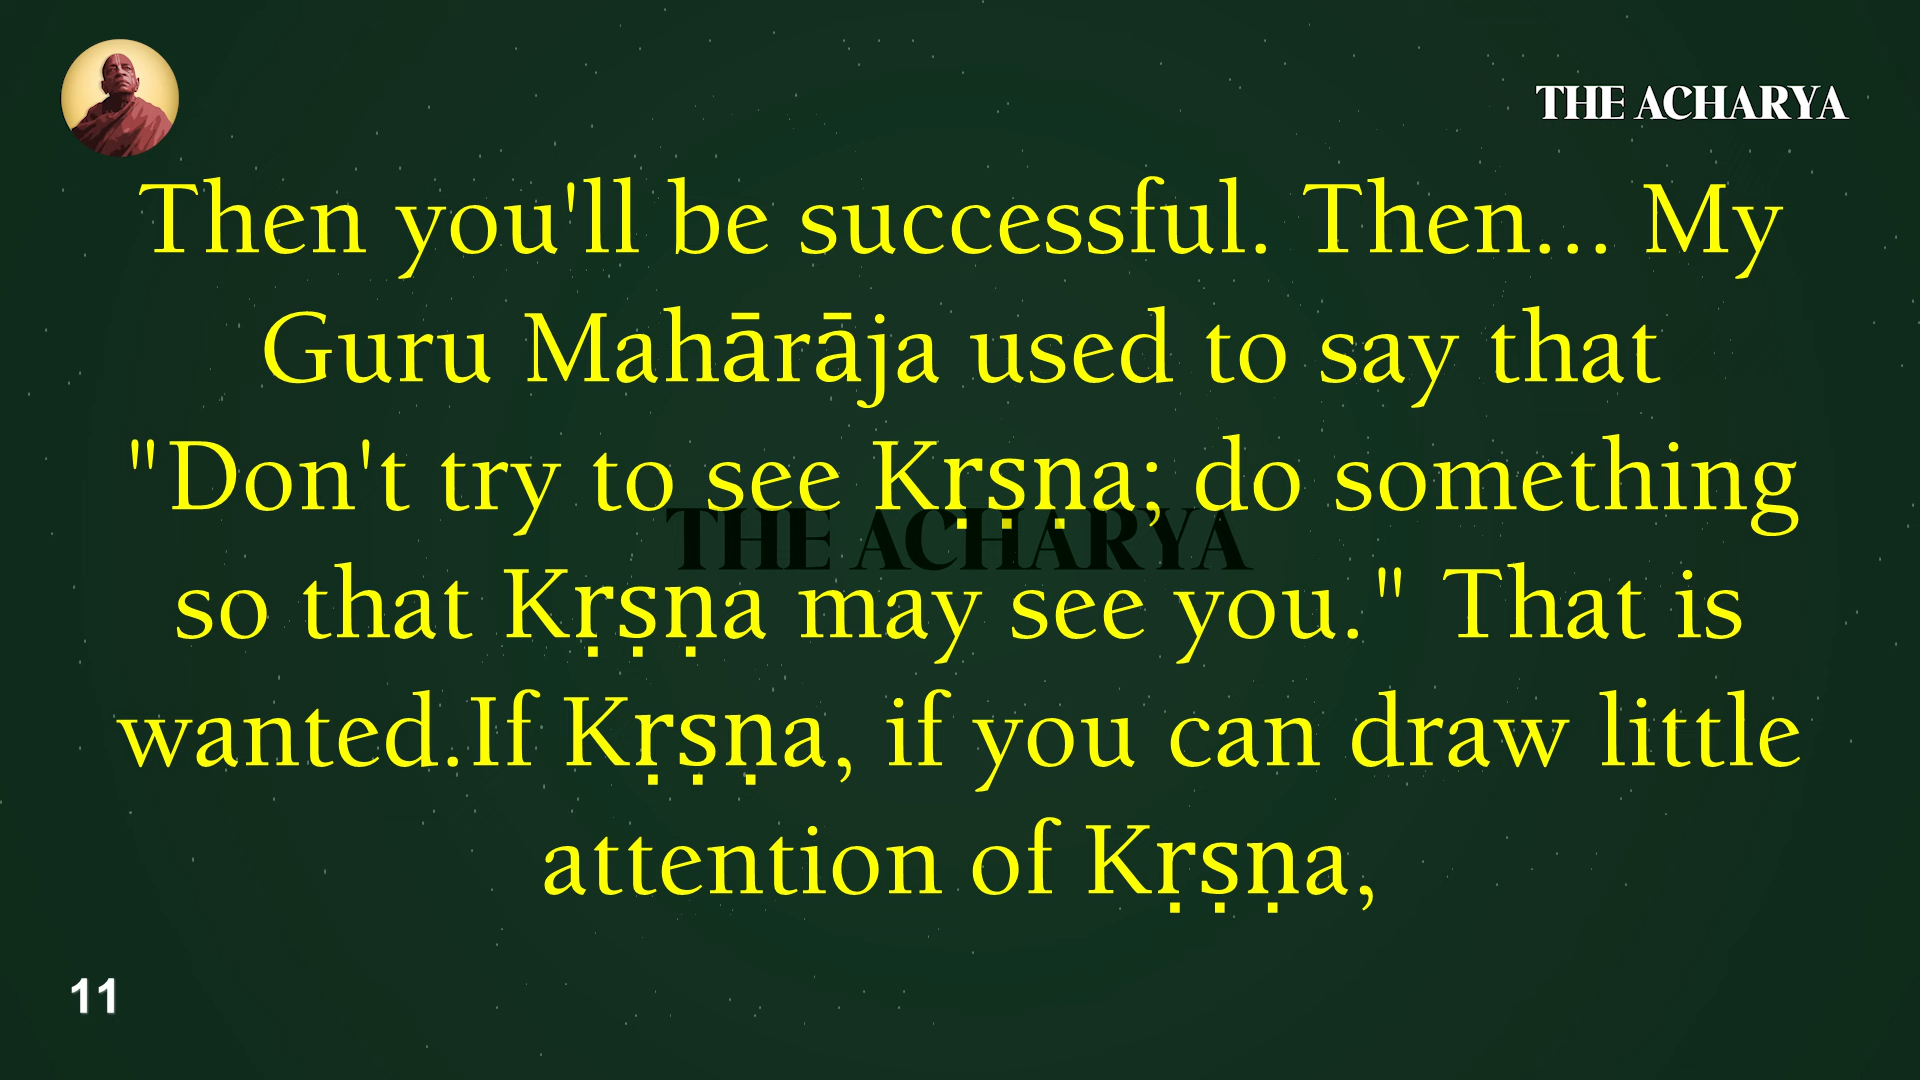 THE ACHARYA
Then you'll be successful. Then... My
Guru Mahārāja used to say that
"Don't try to see Kṛṣṇa; do something
THE ACHARYA
so that Kṛṣṇa may see you." That is
wanted.If Kṛṣṇa, if you can draw little
attention of Kṛṣṇa,
11